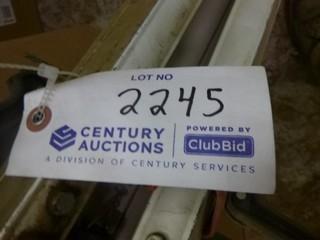 LOT NO
2245
CENTURY AUCTIONS
POWERED BY
ClubBid
A DIVISION OF CENTURY SERVICES